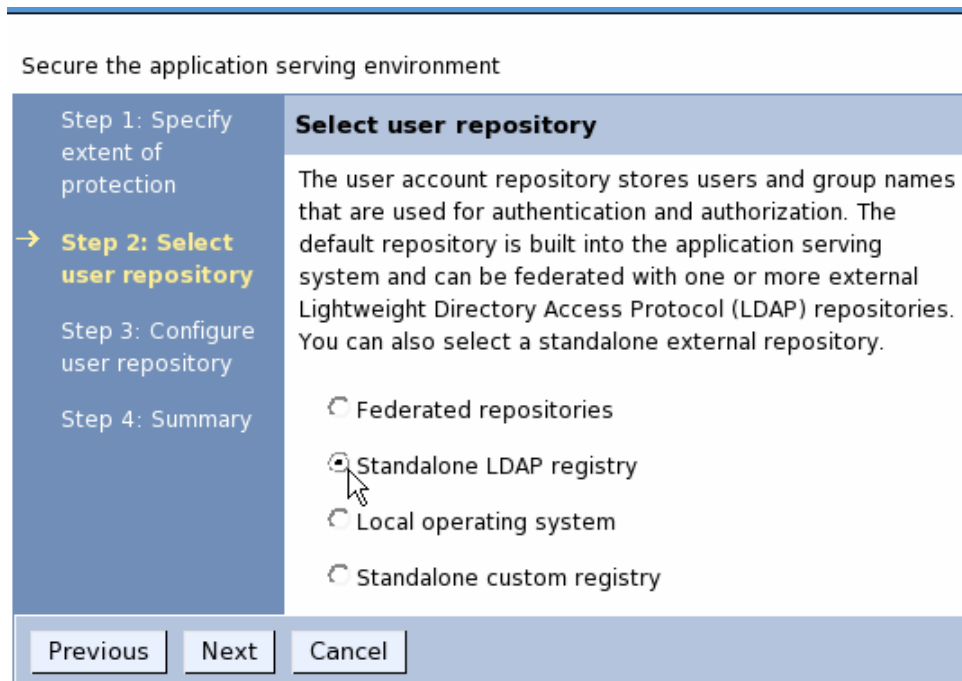 Secure the application serving environment
Step 1: Specify
extent of
protection
Step 2: Select
user repository
Step 3: Configure
user repository
Step 4: Summary
Select user repository
The user account repository stores users and group names
that are used for authentication and authorization. The
default repository is built into the application serving
system and can be federated with one or more external
Lightweight Directory Access Protocol (LDAP) repositories.
You can also select a standalone external repository.
Federated repositories
Standalone LDAP registry
Local operating system
Standalone custom registry
Previous Next Cancel